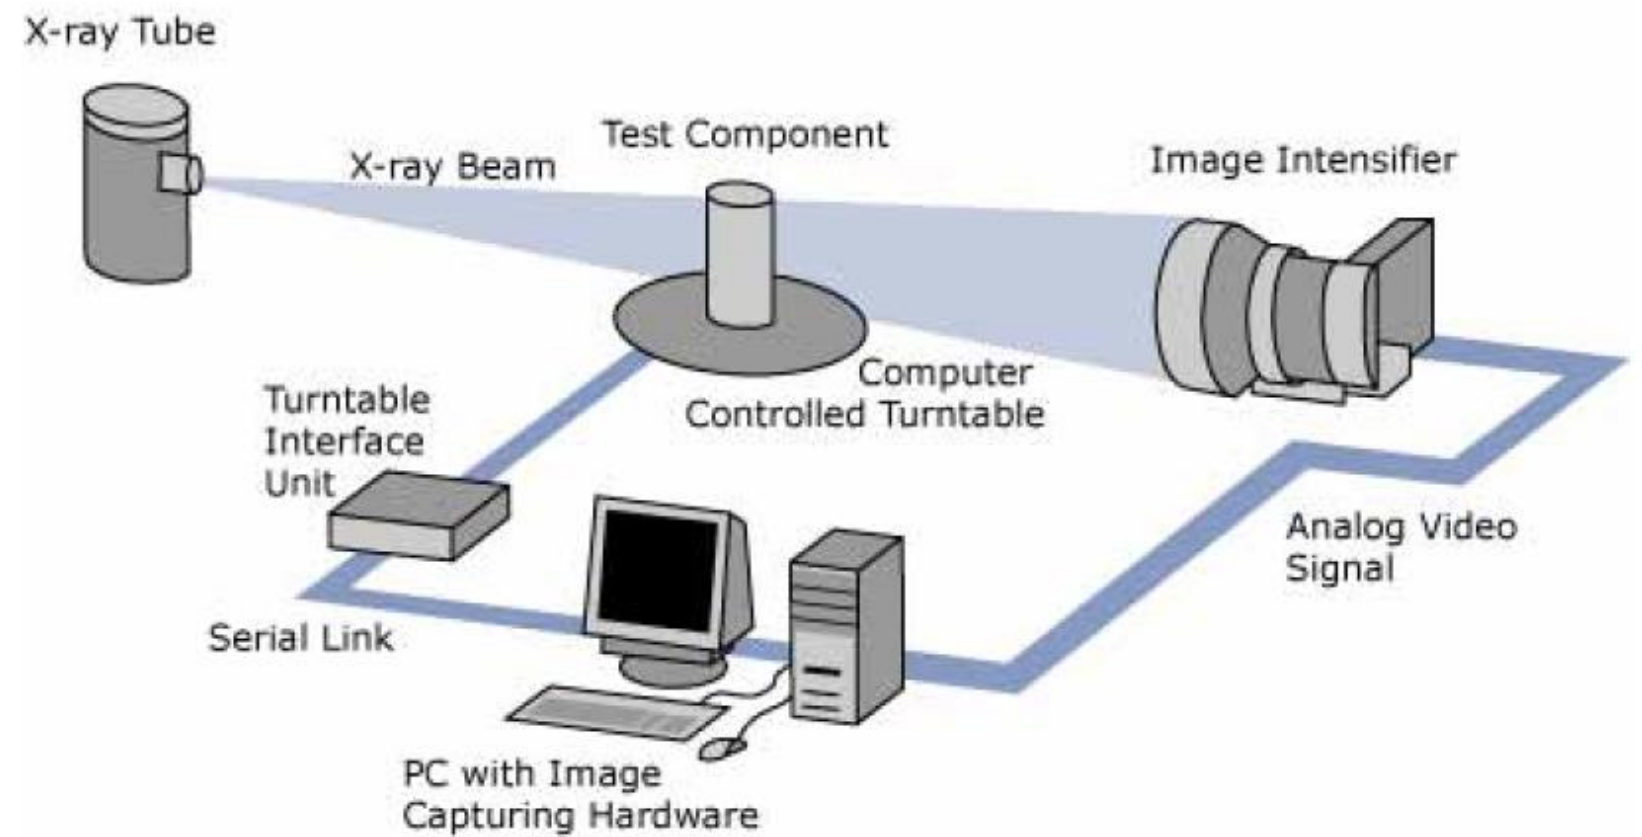 X-ray Tube
X-ray Beam
Test Component
Image Intensifier
Computer
Controlled Turntable
Turntable
Interface
Unit
Analog Video
Signal
Serial Link
PC with Image
Capturing Hardware